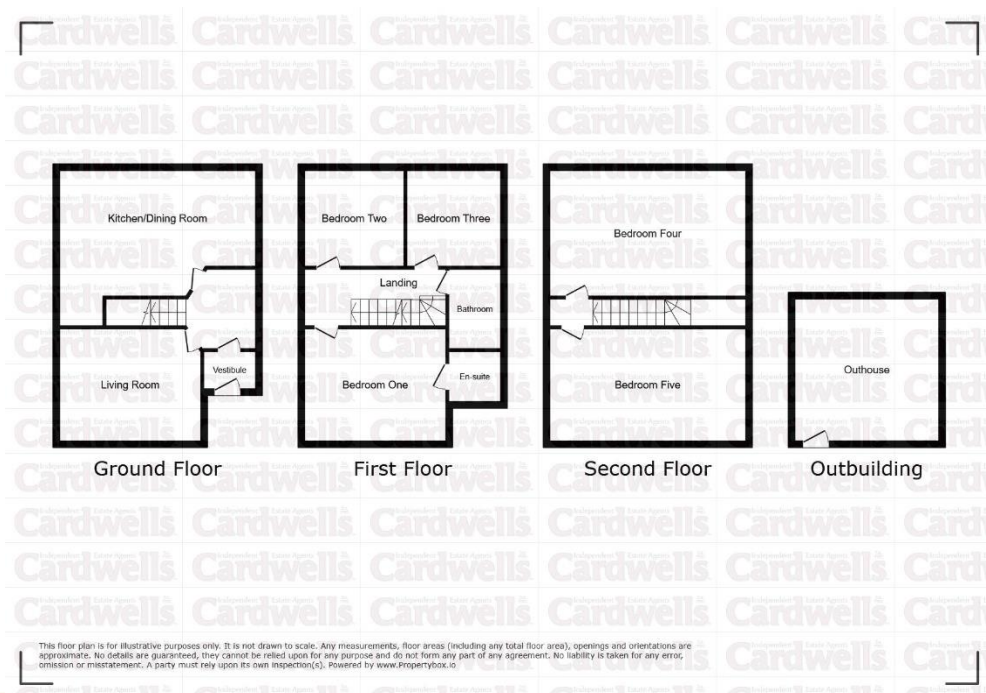 Cardwells
Independent Estate Agents
Kitchen/Dining Room
Living Room
Vestibule
Ground Floor
Bedroom Two
Bedroom Three
Landing
Bathroom
Bedroom One
En-suite
First Floor
Bedroom Four
Bedroom Five
Second Floor
Outhouse
Outbuilding
This floor plan is for illustrative purposes only. It is not drawn to scale. Any measurements, floor areas (including any total floor area), openings and orientations are
approximate. No details are guaranteed, they cannot be relied upon for any purpose and do not form any part of any agreement. No liability is taken for any error,
omission or misstatement. A party must rely upon its own inspection(s). Powered by www.Propertybox.io